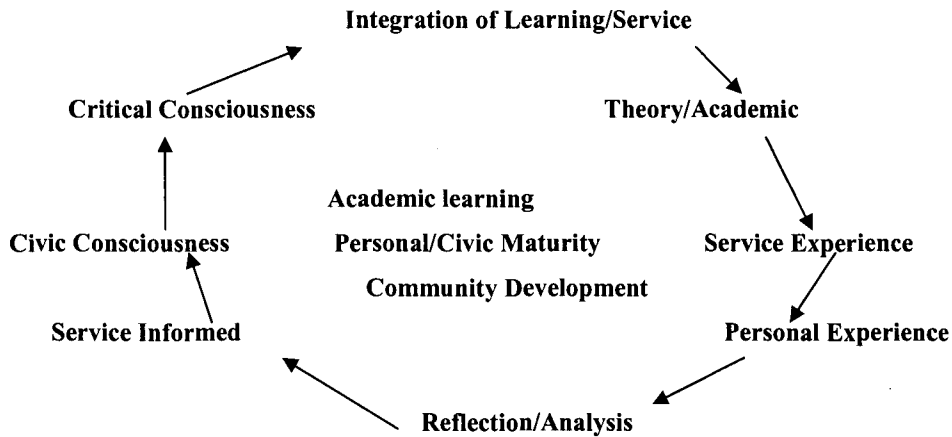 Integration of Learning/Service
Critical Consciousness
Theory/Academic
Academic learning
Civic Consciousness
Personal/Civic Maturity
Service Experience
Community Development
Service Informed
Personal Experience
Reflection/Analysis